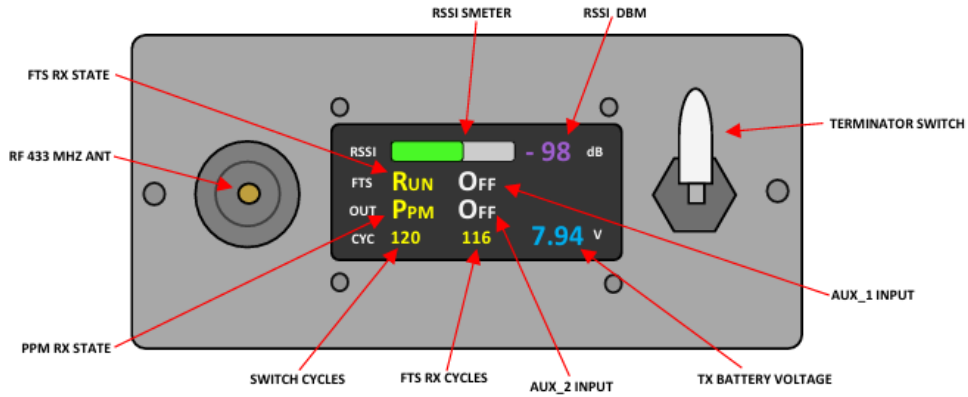 RSSI SMETER
RSSI_DBM
FTS RX STATE
TERMINATOR SWITCH
RF 433 MHZ ANT
RSSI - 98 dB
FTS RUN OFF
OUT PPM OFF
CYC 120 116 7.94 V
AUX_1 INPUT
PPM RX STATE
SWITCH CYCLES
FTS RX CYCLES
AUX_2 INPUT
TX BATTERY VOLTAGE